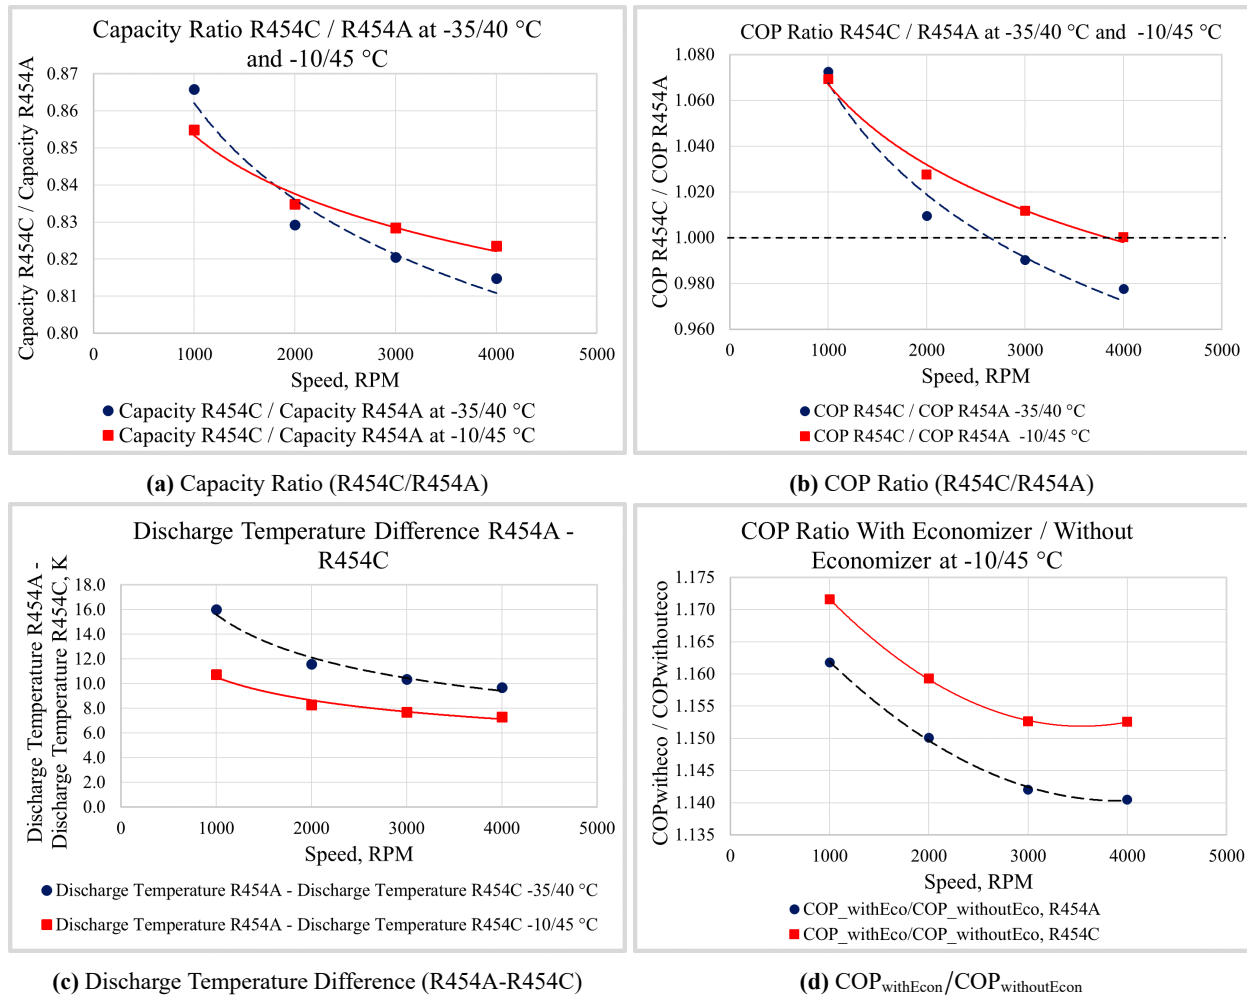 Capacity Ratio R454C / R454A at -35/40 °C
and -10/45 °C
Capacity R454C / Capacity R454A
0.87
0.86
0.85
0.84
0.83
0.82
0.81
0.80
0
1000
2000
3000
4000
5000
Speed, RPM
Capacity R454C / Capacity R454A at -35/40 °C
Capacity R454C / Capacity R454A at -10/45 °C
(a) Capacity Ratio (R454C/R454A)
COP Ratio R454C / R454A at -35/40 °C and -10/45 °C
COP R454C / COP R454A
1.080
1.060
1.040
1.020
1.000
0.980
0.960
0
1000
2000
3000
4000
5000
Speed, RPM
COP R454C / COP R454A -35/40 °C
COP R454C / COP R454A -10/45 °C
(b) COP Ratio (R454C/R454A)
Discharge Temperature Difference R454A -
R454C
Discharge Temperature R454A -
Discharge Temperature R454C, K
18.0
16.0
14.0
12.0
10.0
8.0
6.0
4.0
2.0
0.0
0
1000
2000
3000
4000
5000
Speed, RPM
Discharge Temperature R454A - Discharge Temperature R454C -35/40 °C
Discharge Temperature R454A - Discharge Temperature R454C -10/45 °C
(c) Discharge Temperature Difference (R454A-R454C)
COP Ratio With Economizer / Without
Economizer at -10/45 °C
COPwitheco / COPwithouteco
1.175
1.170
1.165
1.160
1.155
1.150
1.145
1.140
1.135
0
1000
2000
3000
4000
5000
Speed, RPM
COP_withEco/COP_withoutEco, R454A
COP_withEco/COP_withoutEco, R454C
(d) COPwithEcon/COPwithoutEcon